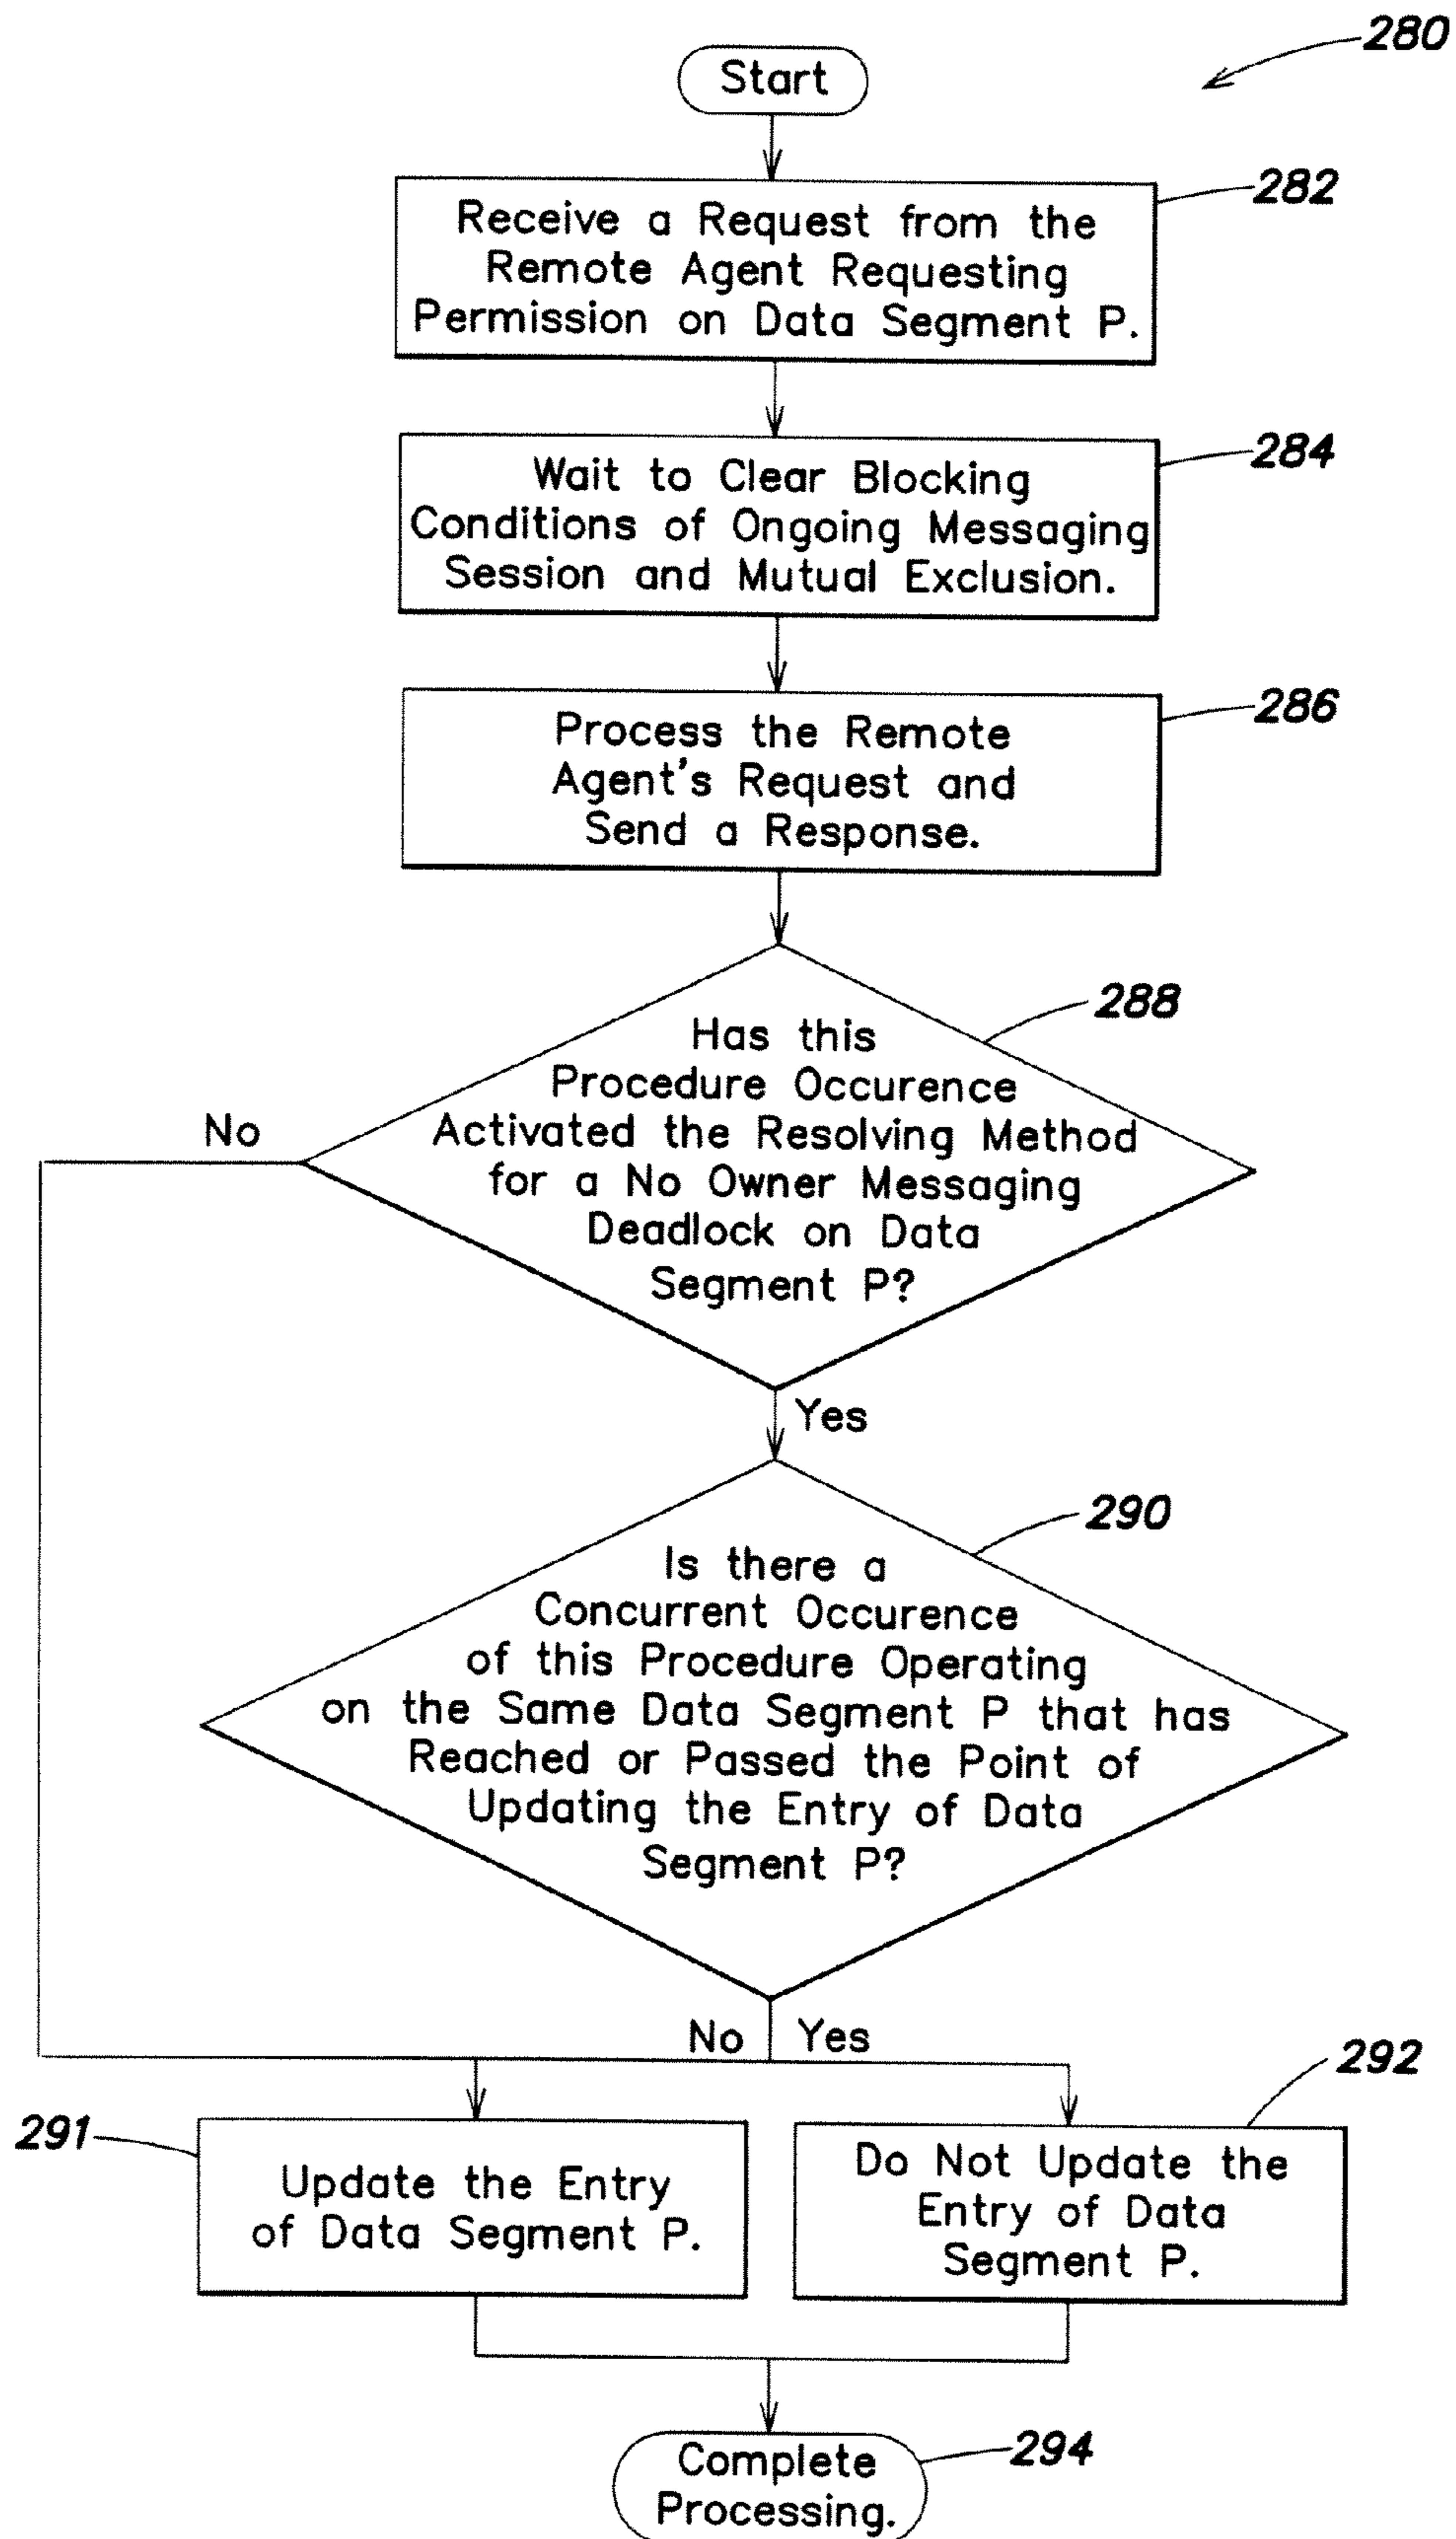 280
Start
282
Receive a Request from the
Remote Agent Requesting
Permission on Data Segment P.
284
Wait to Clear Blocking
Conditions of Ongoing Messaging
Session and Mutual Exclusion.
286
Process the Remote
Agent's Request and
Send a Response.
288
Has this
Procedure Occurence
Activated the Resolving Method
for a No Owner Messaging
Deadlock on Data
Segment P?
No
Yes
290
Is there a
Concurrent Occurence
of this Procedure Operating
on the Same Data Segment P that has
Reached or Passed the Point of
Updating the Entry of Data
Segment P?
No
Yes
291
Update the Entry
of Data Segment P.
292
Do Not Update the
Entry of Data
Segment P.
294
Complete
Processing.